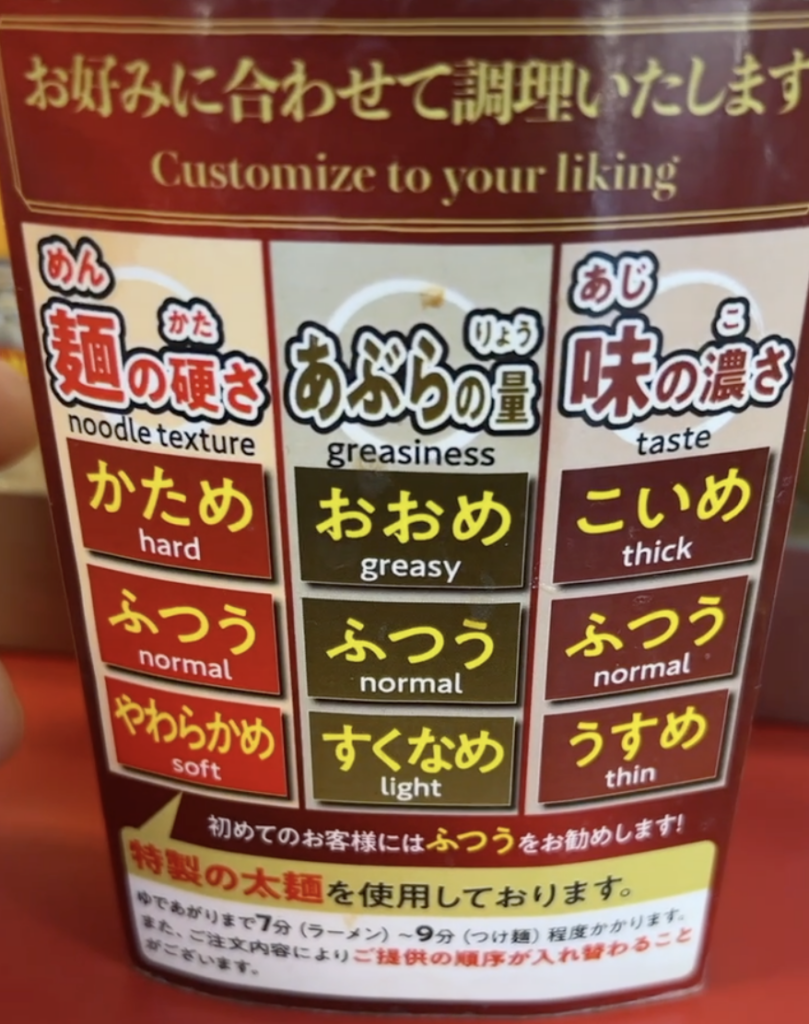 お好みに合わせて調理いたします
Customize to your liking
めん
かた
麺の硬さ
noodle texture
かため
hard
ふつう
normal
やわらかめ
soft
りょう
あぶらの量
greasiness
おおめ
greasy
ふつう
normal
すくなめ
light
あじ
こ
味の濃さ
taste
こいめ
thick
ふつう
normal
うすめ
thin
初めてのお客様にはふつうをお勧めします!
特製の太麺を使用しております。
ゆであがりまで7分（ラーメン）～9分（つけ麺）程度かかります。
また、ご注文内容によりご提供の順序が入れ替わること
がございます。